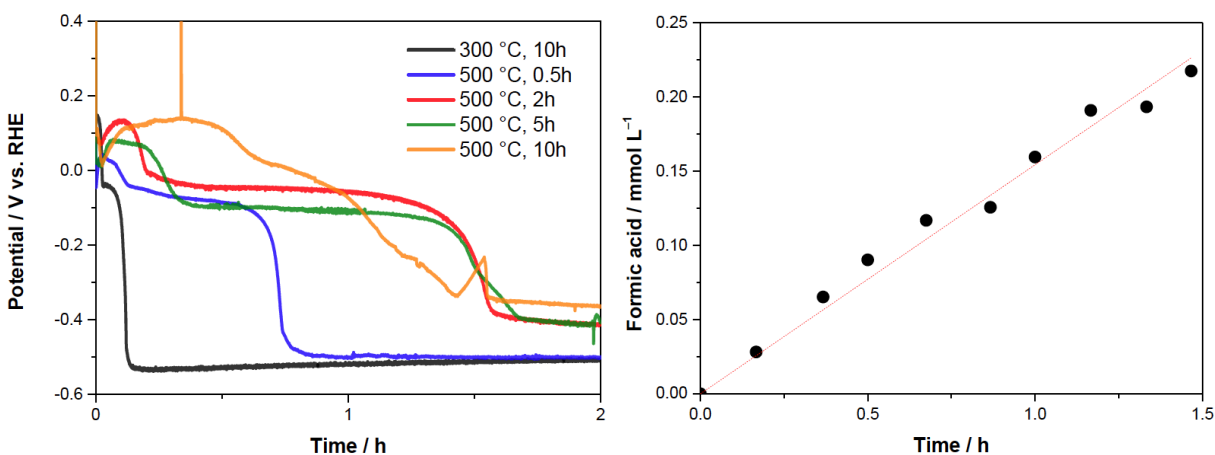 0.4
0.2
0.0
-0.2
-0.4
-0.6
Potential / V vs. RHE
300 °C, 10h
500 °C, 0.5h
500 °C, 2h
500 °C, 5h
500 °C, 10h
0
1
2
Time / h
0.25
0.20
0.15
0.10
0.05
0.00
Formic acid / mmol L⁻¹
0.0
0.5
1.0
1.5
Time / h